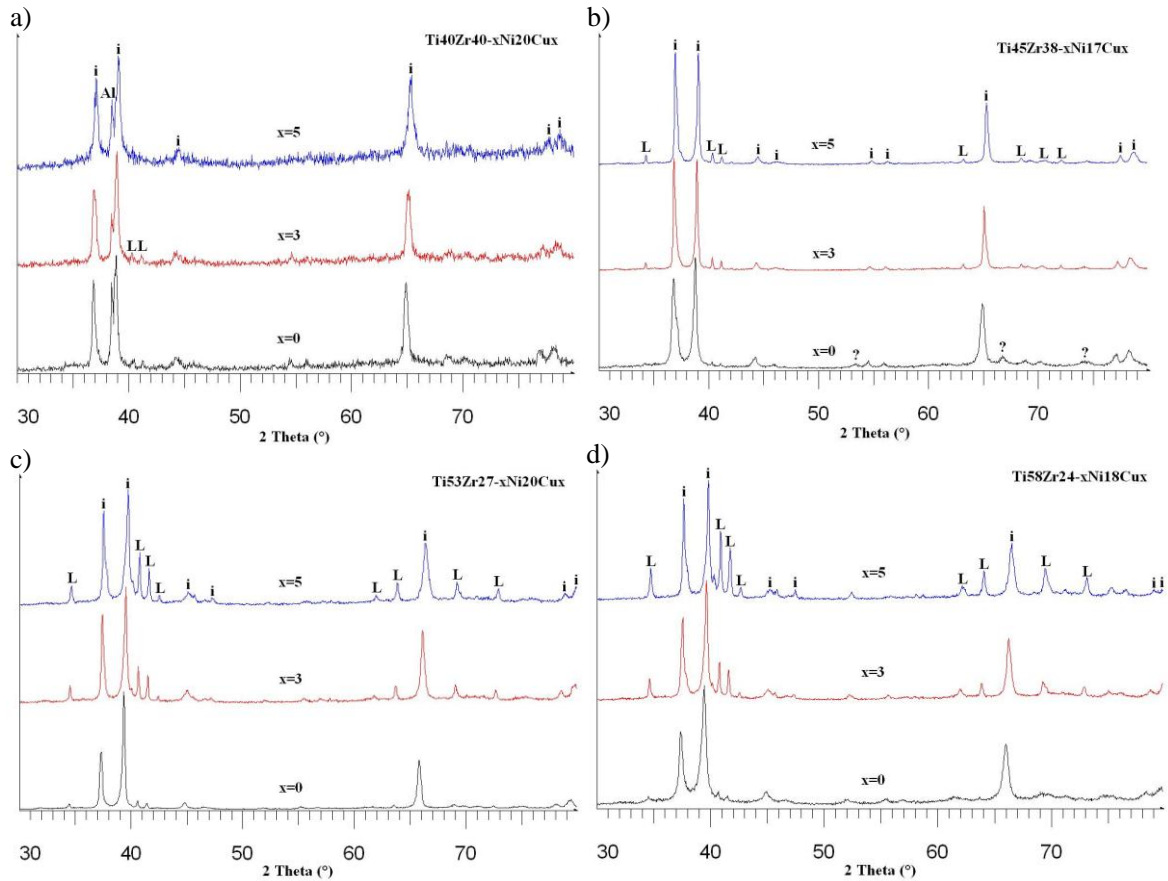 a)
Ti40Zr40-xNi20Cux
i
Al
i
i
i
i
i
x=5
L L
x=3
x=0
30 40 50 60 70
2 Theta (°)
b)
Ti45Zr38-xNi17Cux
i
i
i
L
L
L
i
i
i
i
L
L
L
L
i
i
x=5
x=3
x=0
?
?
?
30 40 50 60 70
2 Theta (°)
c)
Ti53Zr27-xNi20Cux
i
i
i
L
L
L
L
i
i
L
L
L
L
i
i
x=5
x=3
x=0
30 40 50 60 70
2 Theta (°)
d)
Ti58Zr24-xNi18Cux
i
i
i
L
L
L
L
i
i
L
L
L
L
i
i
x=5
x=3
x=0
30 40 50 60 70
2 Theta (°)